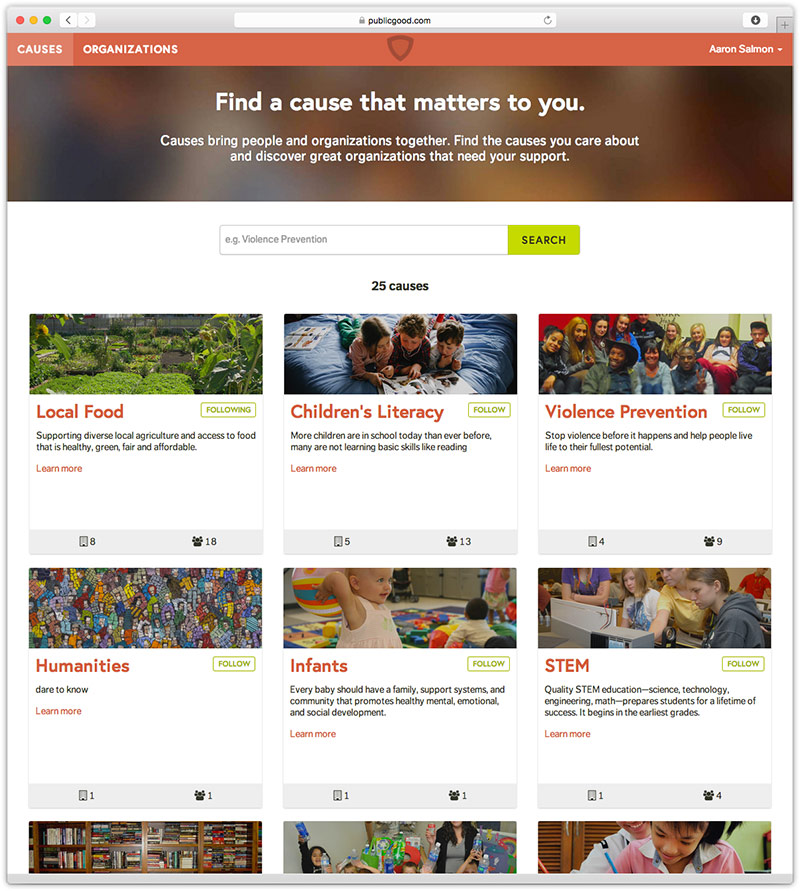 publicgood.com
CAUSES ORGANIZATIONS Aaron Salmon
Find a cause that matters to you.
Causes bring people and organizations together. Find the causes you care about
and discover great organizations that need your support.
e.g. Violence Prevention SEARCH
25 causes
Local Food FOLLOWING
Supporting diverse local agriculture and access to food
that is healthy, green, fair and affordable.
Learn more
8 18
Children's Literacy FOLLOW
More children are in school today than ever before,
many are not learning basic skills like reading
Learn more
5 13
Violence Prevention FOLLOW
Stop violence before it happens and help people live
life to their fullest potential.
Learn more
4 9
Humanities FOLLOW
dare to know
Learn more
1 1
Infants FOLLOW
Every baby should have a family, support systems, and
community that promotes healthy mental, emotional,
and social development.
Learn more
1 1
STEM FOLLOW
Quality STEM education—science, technology,
engineering, math—prepares students for a lifetime of
success. It begins in the earliest grades.
Learn more
1 4